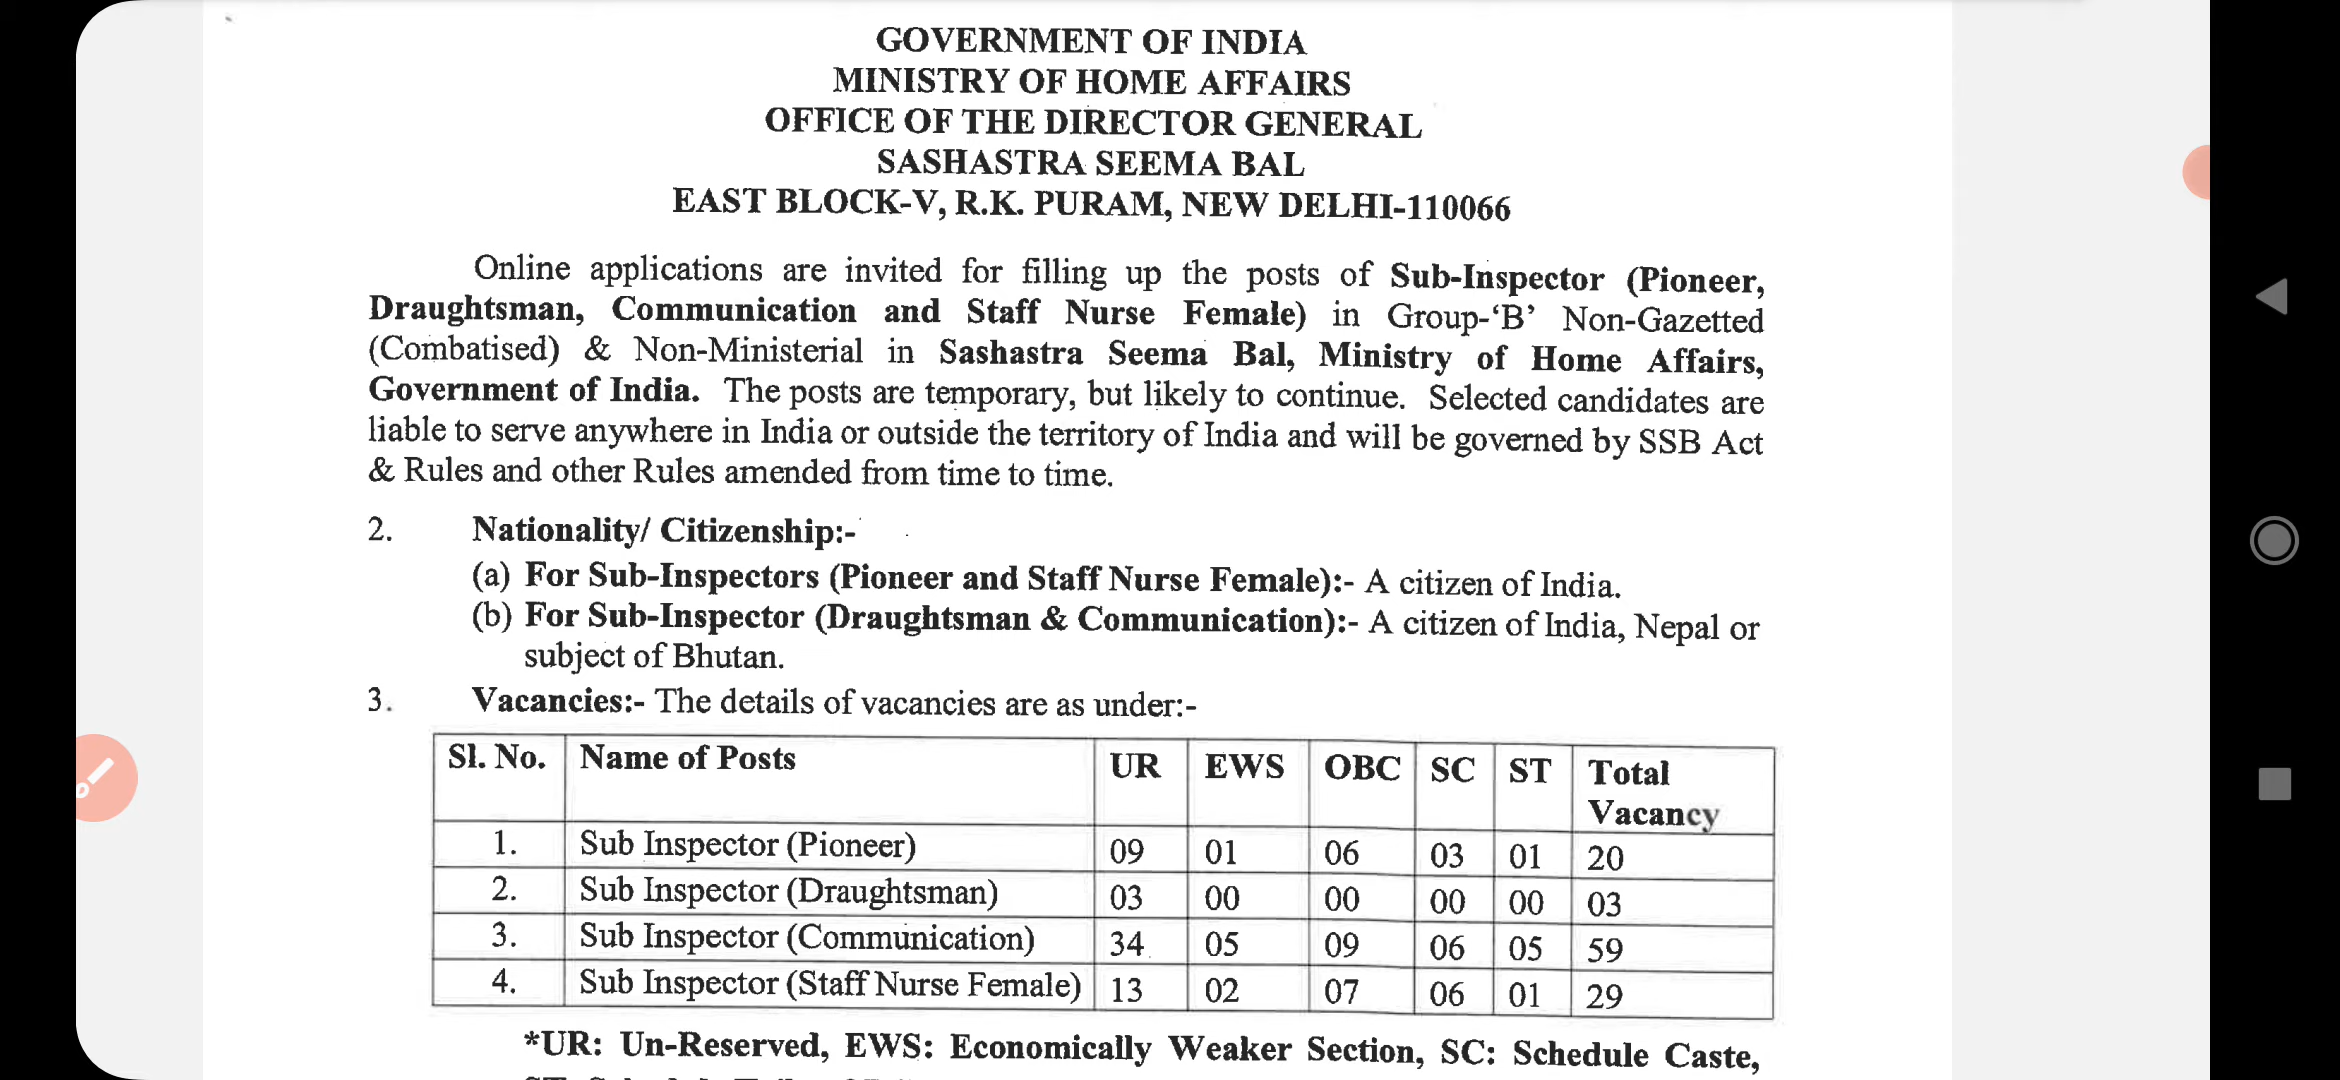 GOVERNMENT OF INDIA
MINISTRY OF HOME AFFAIRS
OFFICE OF THE DIRECTOR GENERAL
SASHASTRA SEEMA BAL
EAST BLOCK-V, R.K. PURAM, NEW DELHI-110066
Online applications are invited for filling up the posts of Sub-Inspector (Pioneer,
Draughtsman, Communication and Staff Nurse Female) in Group-‘B’ Non-Gazetted
(Combatised) & Non-Ministerial in Sashastra Seema Bal, Ministry of Home Affairs,
Government of India. The posts are temporary, but likely to continue. Selected candidates are
liable to serve anywhere in India or outside the territory of India and will be governed by SSB Act
& Rules and other Rules amended from time to time.
2. Nationality/ Citizenship:-
(a) For Sub-Inspectors (Pioneer and Staff Nurse Female):- A citizen of India.
(b) For Sub-Inspector (Draughtsman & Communication):- A citizen of India, Nepal or
subject of Bhutan.
3. Vacancies:- The details of vacancies are as under:-
Sl. No. Name of Posts UR EWS OBC SC ST Total
Vacancy
1. Sub Inspector (Pioneer) 09 01 06 03 01 20
2. Sub Inspector (Draughtsman) 03 00 00 00 00 03
3. Sub Inspector (Communication) 34 05 09 06 05 59
4. Sub Inspector (Staff Nurse Female) 13 02 07 06 01 29
*UR: Un-Reserved, EWS: Economically Weaker Section, SC: Schedule Caste,